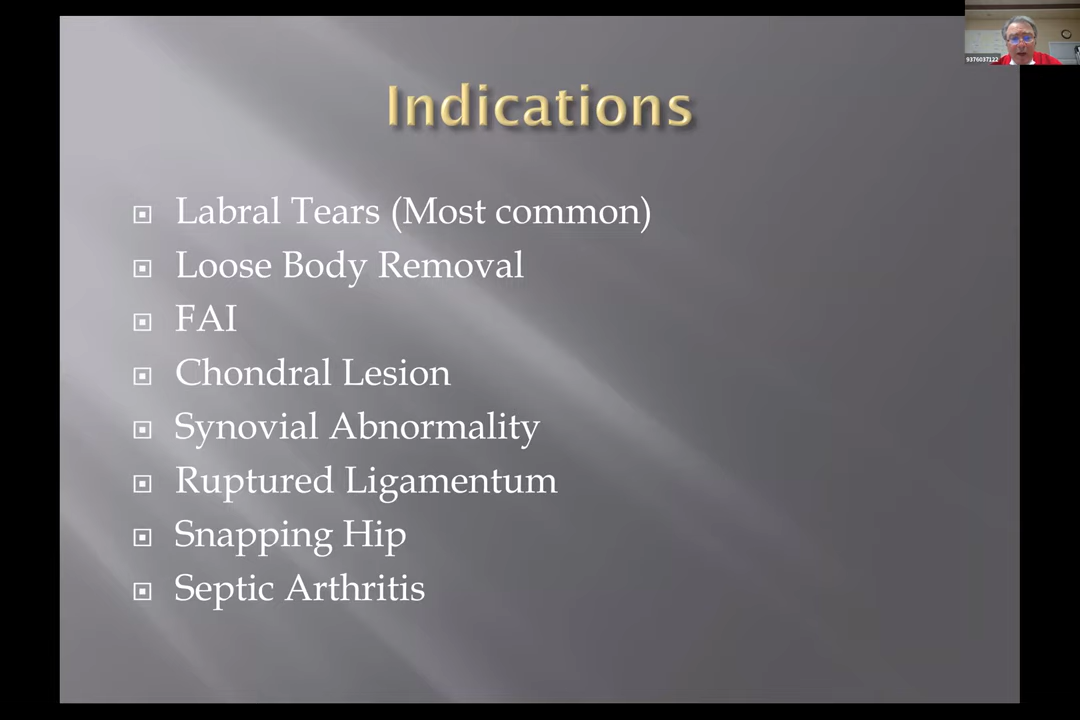 9376037122
Indications
Labral Tears (Most common)
Loose Body Removal
FAI
Chondral Lesion
Synovial Abnormality
Ruptured Ligamentum
Snapping Hip
Septic Arthritis